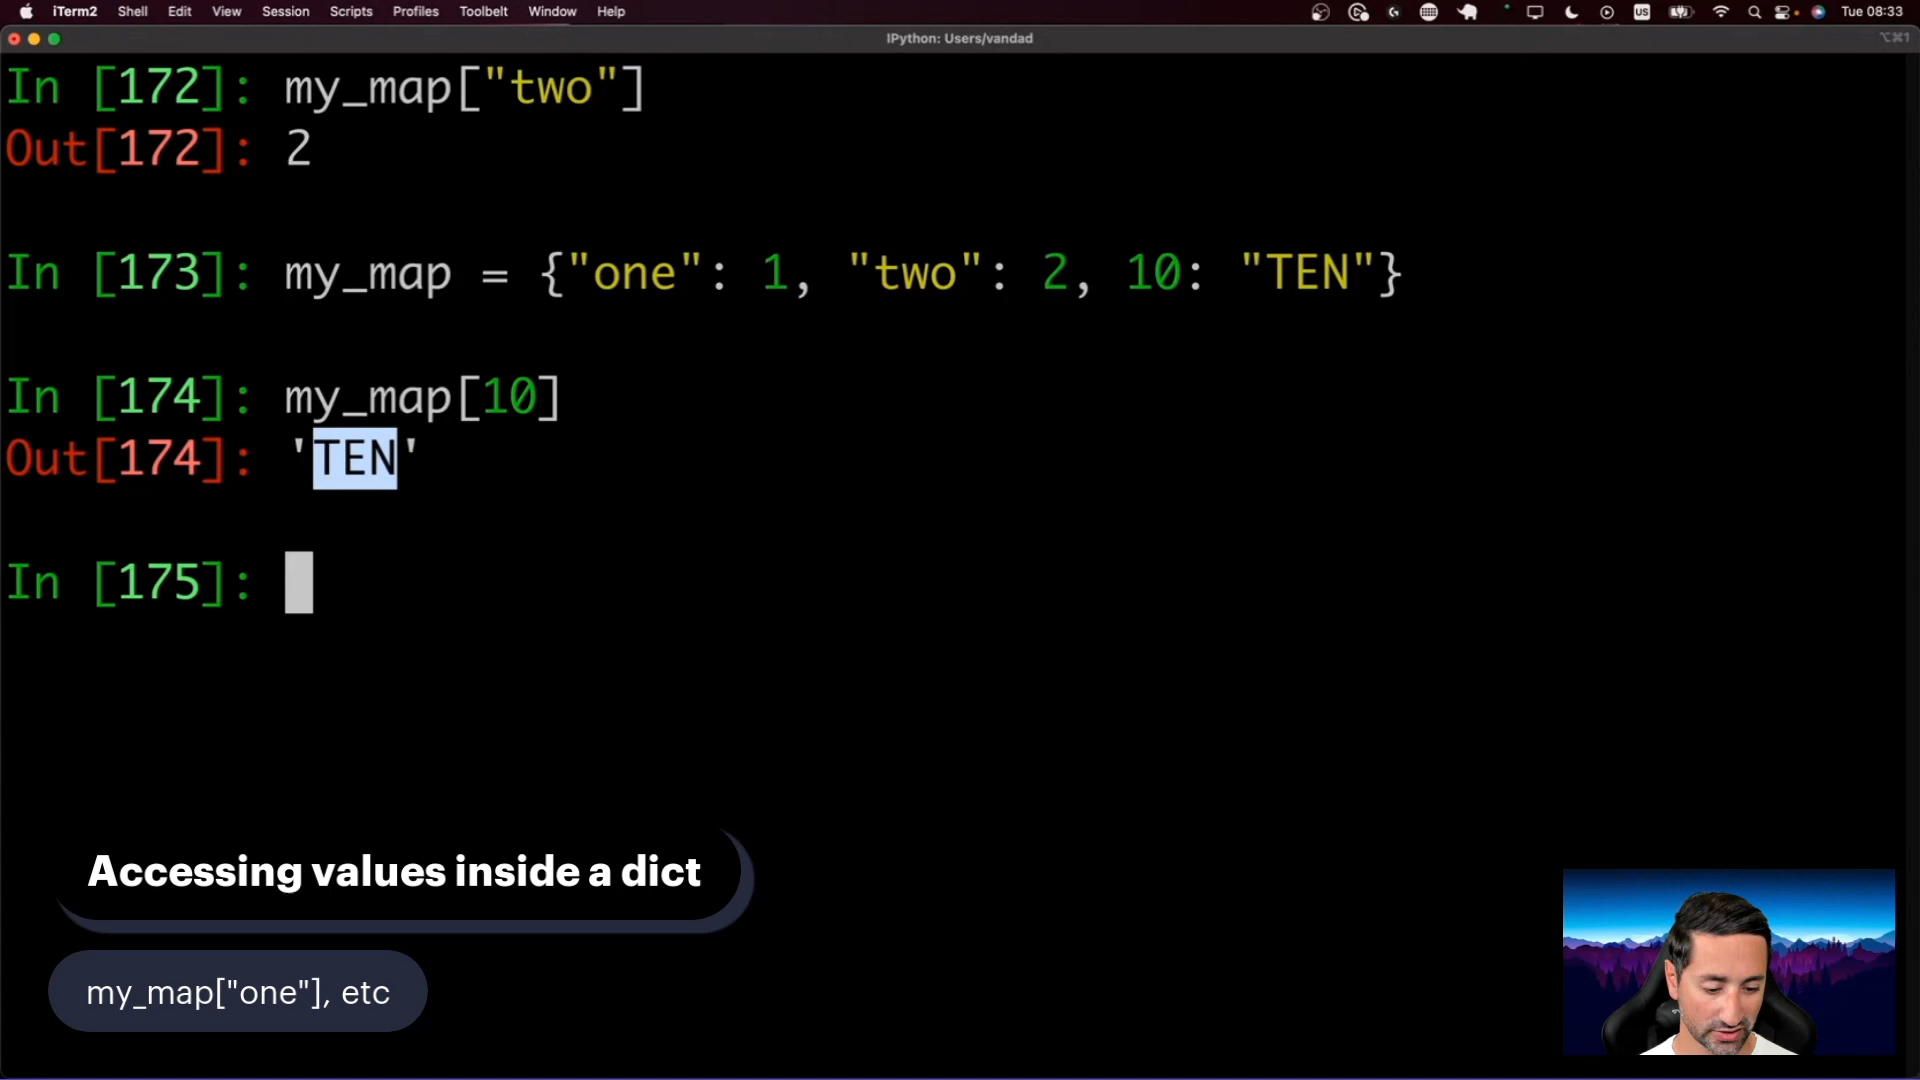 iTerm2 Shell Edit View Session Scripts Profiles Toolbelt Window Help US Tue 08:33
IPython: Users/vandad ⌥⌘1
In [172]: my_map["two"]
Out[172]: 2
In [173]: my_map = {"one": 1, "two": 2, 10: "TEN"}
In [174]: my_map[10]
Out[174]: 'TEN'
In [175]:
Accessing values inside a dict
my_map["one"], etc